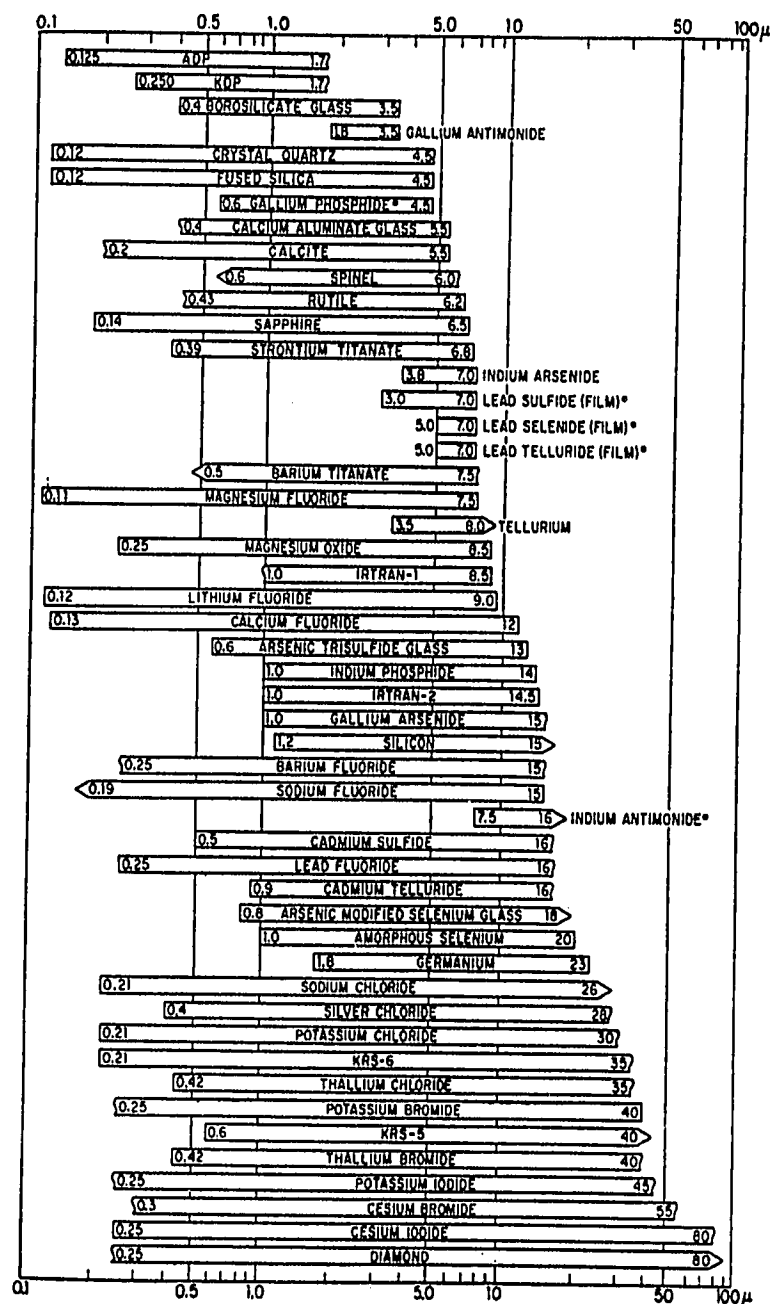 0.1 0.5 1.0 5.0 10 50 100μ
0.125 ADP 1.7
0.250 KDP 1.7
0.4 BOROSILICATE GLASS 3.5
1.8 3.5 GALLIUM ANTIMONIDE
0.12 CRYSTAL QUARTZ 4.5
0.12 FUSED SILICA 4.5
0.6 GALLIUM PHOSPHIDE* 4.5
0.4 CALCIUM ALUMINATE GLASS 5.5
0.2 CALCITE 5.5
0.6 SPINEL 6.0
0.43 RUTILE 6.2
0.14 SAPPHIRE 6.5
0.39 STRONTIUM TITANATE 6.8
3.8 7.0 INDIUM ARSENIDE
3.0 7.0 LEAD SULFIDE (FILM)*
5.0 7.0 LEAD SELENIDE (FILM)*
5.0 7.0 LEAD TELLURIDE (FILM)*
0.5 BARIUM TITANATE 7.5
0.11 MAGNESIUM FLUORIDE 7.5
3.5 8.0 TELLURIUM
0.25 MAGNESIUM OXIDE 8.5
1.0 IRTRAN-1 8.5
0.12 LITHIUM FLUORIDE 9.0
0.13 CALCIUM FLUORIDE 12
0.6 ARSENIC TRISULFIDE GLASS 13
1.0 INDIUM PHOSPHIDE 14
1.0 IRTRAN-2 14.5
1.0 GALLIUM ARSENIDE 15
1.2 SILICON 15
0.25 BARIUM FLUORIDE 15
0.19 SODIUM FLUORIDE 15
7.5 16 INDIUM ANTIMONIDE*
0.5 CADMIUM SULFIDE 16
0.25 LEAD FLUORIDE 16
0.9 CADMIUM TELLURIDE 16
0.8 ARSENIC MODIFIED SELENIUM GLASS 18
1.0 AMORPHOUS SELENIUM 20
1.8 GERMANIUM 23
0.21 SODIUM CHLORIDE 26
0.4 SILVER CHLORIDE 28
0.21 POTASSIUM CHLORIDE 30
0.21 KRS-6 35
0.42 THALLIUM CHLORIDE 35
0.25 POTASSIUM BROMIDE 40
0.6 KRS-5 40
0.42 THALLIUM BROMIDE 40
0.25 POTASSIUM IODIDE 45
0.3 CESIUM BROMIDE 55
0.25 CESIUM IODIDE 80
0.25 DIAMOND 80
0.1 0.5 1.0 5.0 10 50 100μ